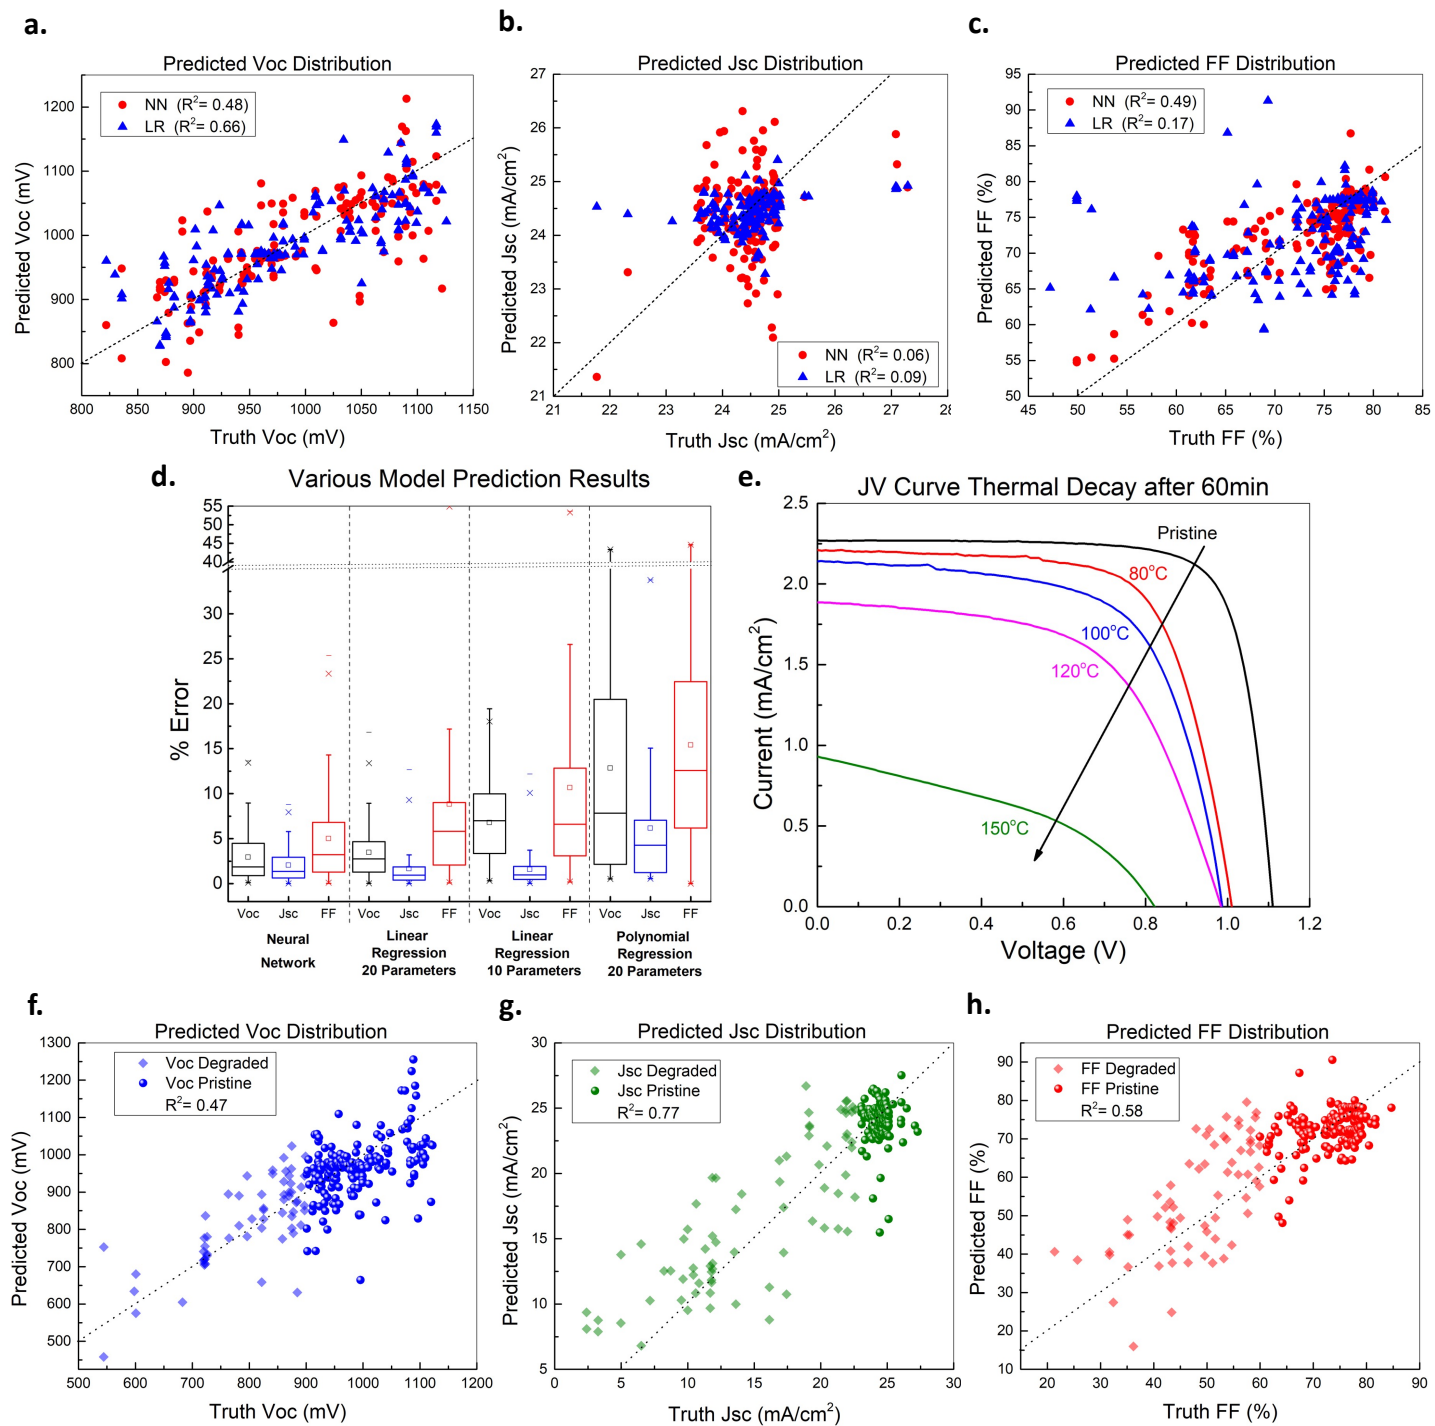 a.
Predicted Voc Distribution
NN (R²= 0.48)
LR (R²= 0.66)
1200
1100
1000
900
800
Predicted Voc (mV)
800 850 900 950 1000 1050 1100 1150
Truth Voc (mV)
b.
Predicted Jsc Distribution
27
26
25
24
23
22
21
Predicted Jsc (mA/cm²)
NN (R²= 0.06)
LR (R²= 0.09)
21 22 23 24 25 26 27 28
Truth Jsc (mA/cm²)
c.
Predicted FF Distribution
NN (R²= 0.49)
LR (R²= 0.17)
95
90
85
80
75
70
65
60
55
50
Predicted FF (%)
45 50 55 60 65 70 75 80 85
Truth FF (%)
d.
Various Model Prediction Results
55
50
45
40
30
25
20
15
10
5
0
% Error
Voc Jsc FF Voc Jsc FF Voc Jsc FF Voc Jsc FF
Neural
Network
Linear
Regression
20 Parameters
Linear
Regression
10 Parameters
Polynomial
Regression
20 Parameters
e.
JV Curve Thermal Decay after 60min
2.5
2.0
1.5
1.0
0.5
0.0
Current (mA/cm²)
Pristine
80°C
100°C
120°C
150°C
0.0 0.2 0.4 0.6 0.8 1.0 1.2
Voltage (V)
f.
Predicted Voc Distribution
Voc Degraded
Voc Pristine
R²= 0.47
1300
1200
1100
1000
900
800
700
600
500
Predicted Voc (mV)
500 600 700 800 900 1000 1100 1200
Truth Voc (mV)
g.
Predicted Jsc Distribution
Jsc Degraded
Jsc Pristine
R²= 0.77
30
25
20
15
10
5
Predicted Jsc (mA/cm²)
0 5 10 15 20 25 30
Truth Jsc (mA/cm²)
h.
Predicted FF Distribution
FF Degraded
FF Pristine
R²= 0.58
90
80
70
60
50
40
30
20
10
Predicted FF (%)
20 30 40 50 60 70 80 90
Truth FF (%)